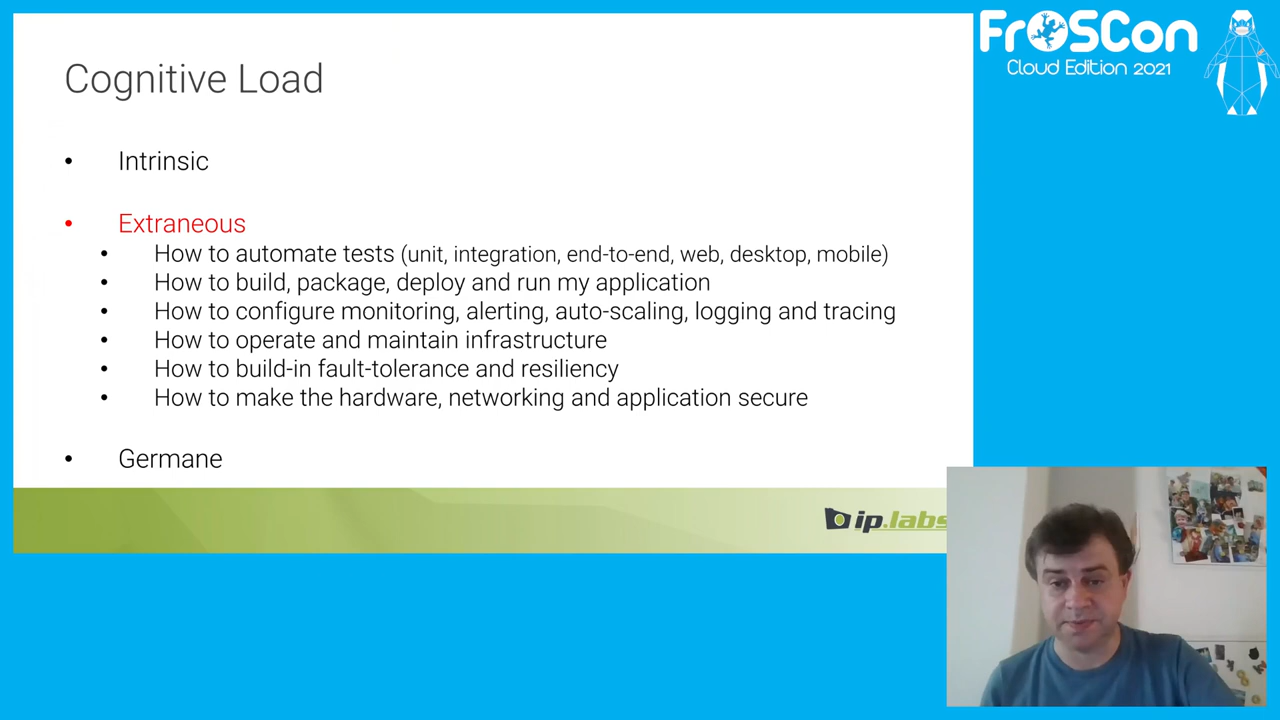 FrOSCon
Cloud Edition 2021
Cognitive Load
• Intrinsic
• Extraneous
• How to automate tests (unit, integration, end-to-end, web, desktop, mobile)
• How to build, package, deploy and run my application
• How to configure monitoring, alerting, auto-scaling, logging and tracing
• How to operate and maintain infrastructure
• How to build-in fault-tolerance and resiliency
• How to make the hardware, networking and application secure
• Germane
ip.labs